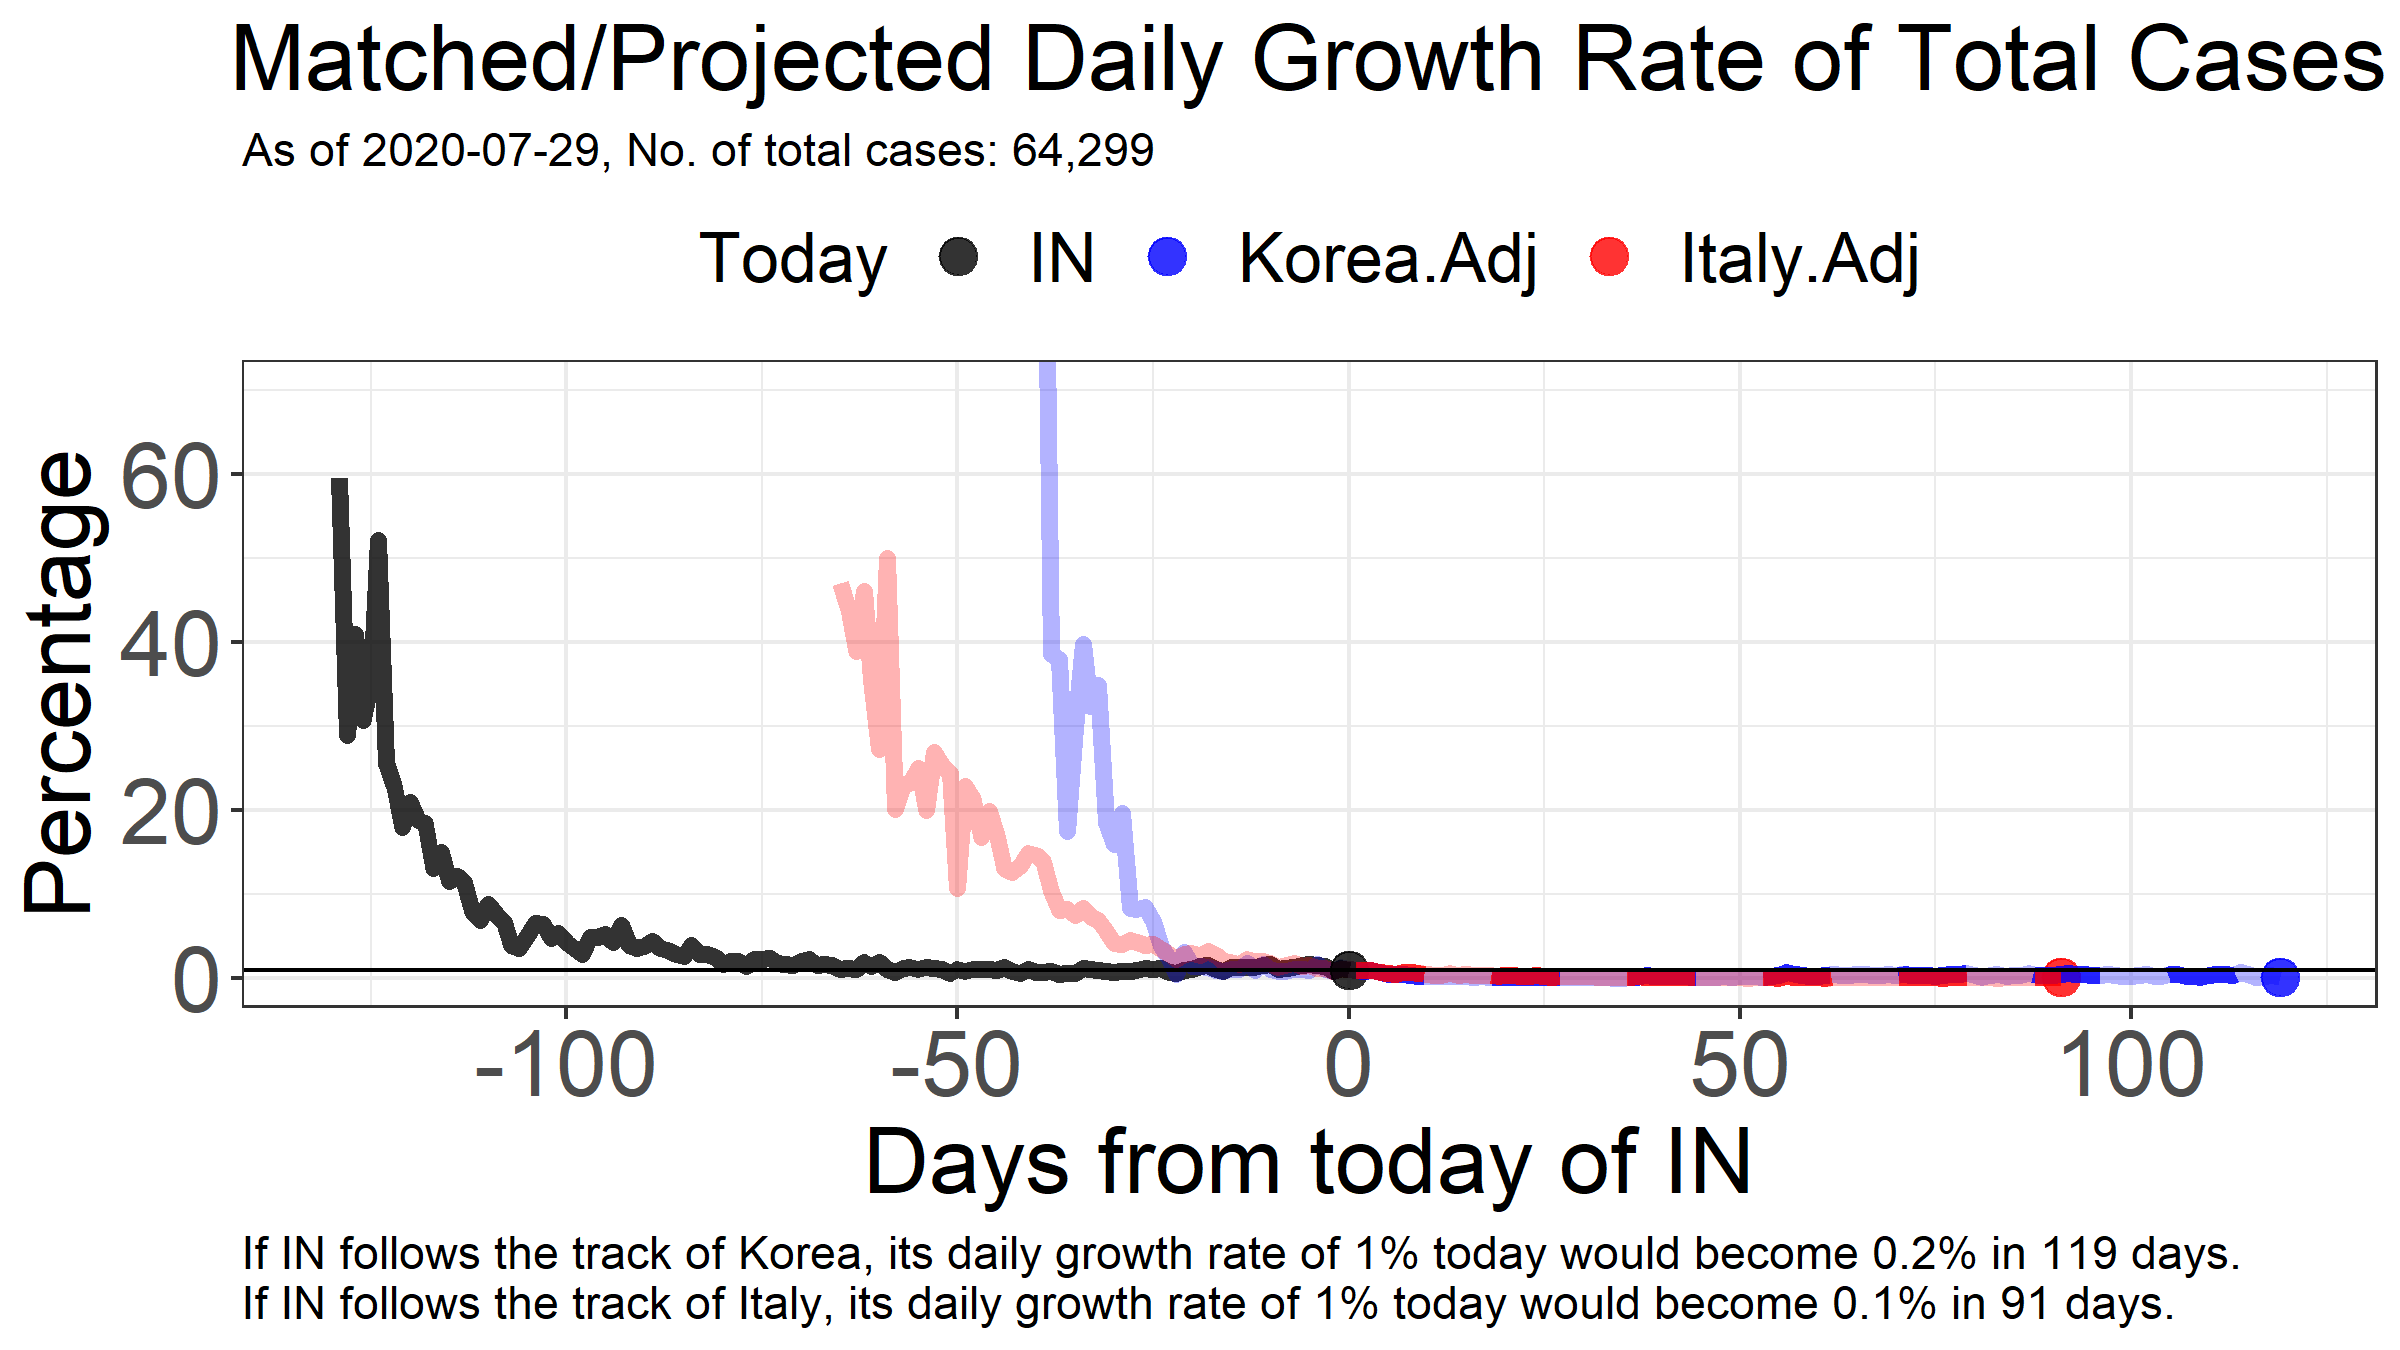 Matched/Projected Daily Growth Rate of Total Cases
As of 2020-07-29, No. of total cases: 64,299
Today IN Korea.Adj Italy.Adj
Percentage
60
40
20
0
-100 -50 0 50 100
Days from today of IN
If IN follows the track of Korea, its daily growth rate of 1% today would become 0.2% in 119 days.
If IN follows the track of Italy, its daily growth rate of 1% today would become 0.1% in 91 days.